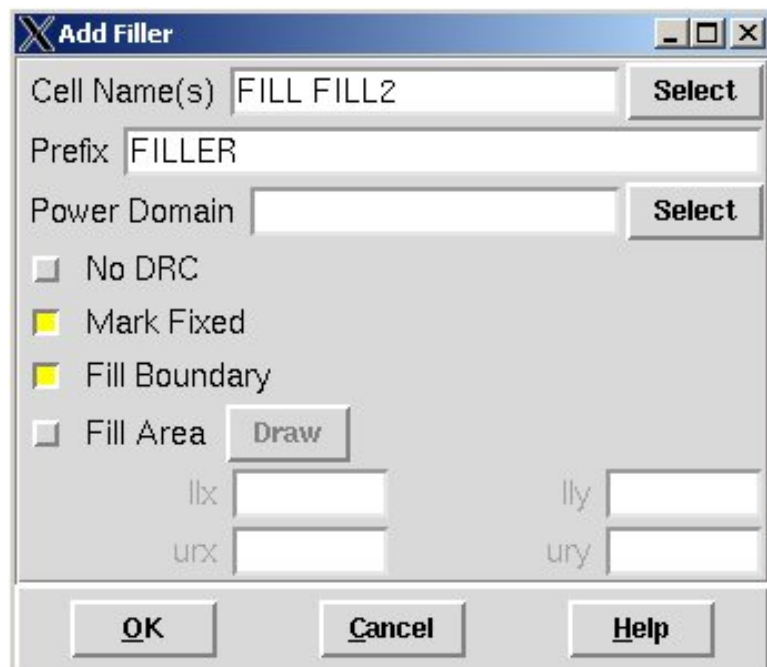 Add Filler
Cell Name(s) FILL FILL2 Select
Prefix FILLER
Power Domain Select
No DRC
Mark Fixed
Fill Boundary
Fill Area Draw
llx lly
urx ury
OK Cancel Help